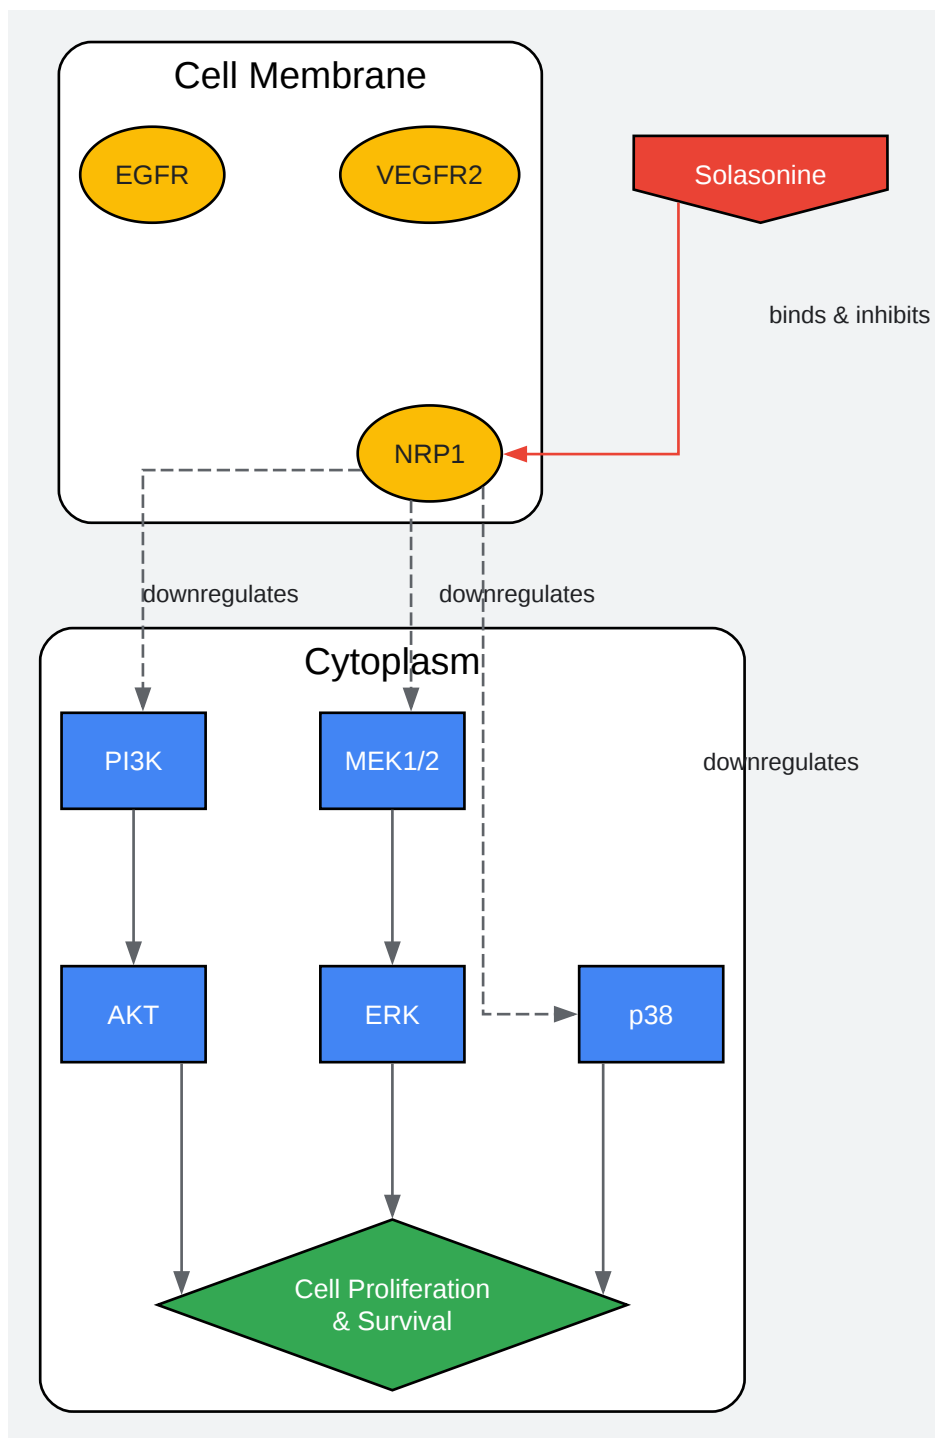 Cell Membrane
EGFR
VEGFR2
Solasonine
binds & inhibits
NRP1
downregulates
downregulates
Cytoplasm
PI3K
MEK1/2
downregulates
AKT
ERK
p38
Cell Proliferation
& Survival